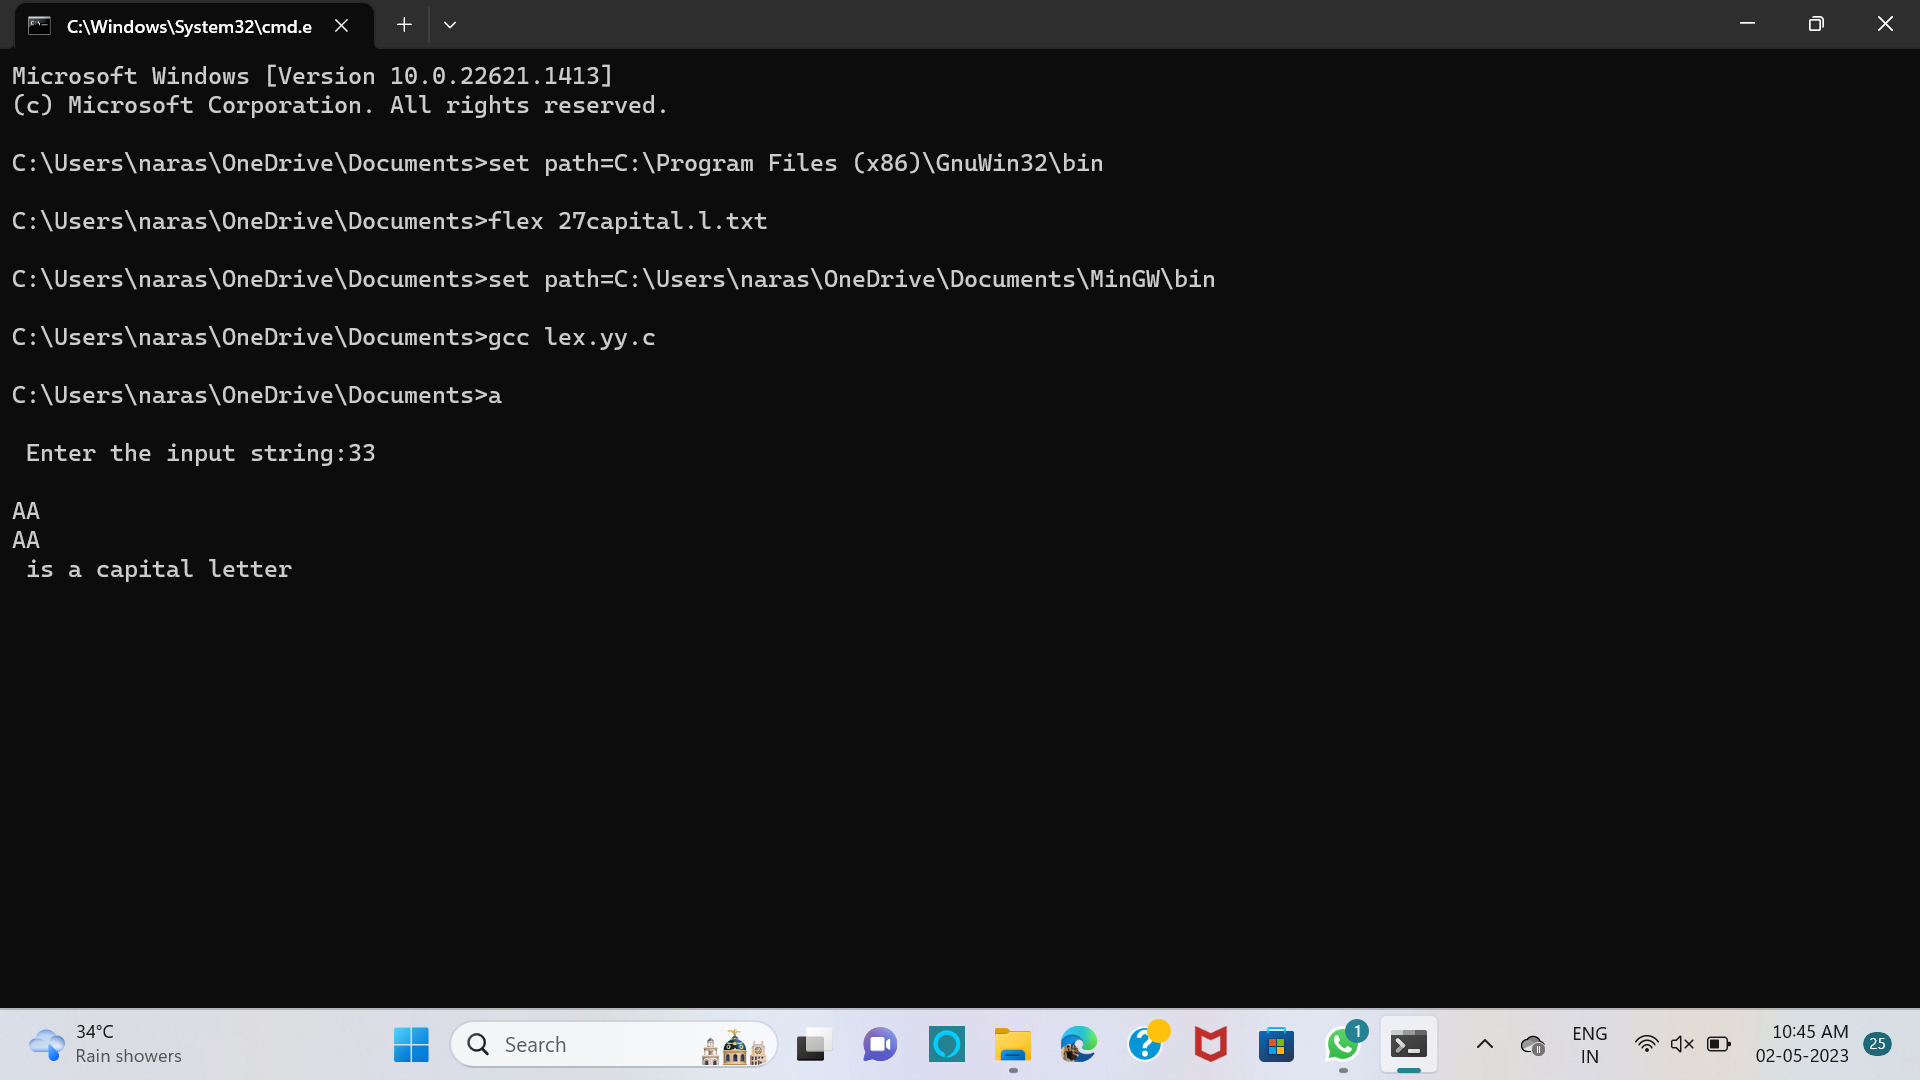 C:\Windows\System32\cmd.e
Microsoft Windows [Version 10.0.22621.1413]
(c) Microsoft Corporation. All rights reserved.
C:\Users\naras\OneDrive\Documents>set path=C:\Program Files (x86)\GnuWin32\bin
C:\Users\naras\OneDrive\Documents>flex 27capital.l.txt
C:\Users\naras\OneDrive\Documents>set path=C:\Users\naras\OneDrive\Documents\MinGW\bin
C:\Users\naras\OneDrive\Documents>gcc lex.yy.c
C:\Users\naras\OneDrive\Documents>a
Enter the input string:33
AA
AA
is a capital letter
34°C
Rain showers
Search
1
ENG
IN
10:45 AM
02-05-2023
25